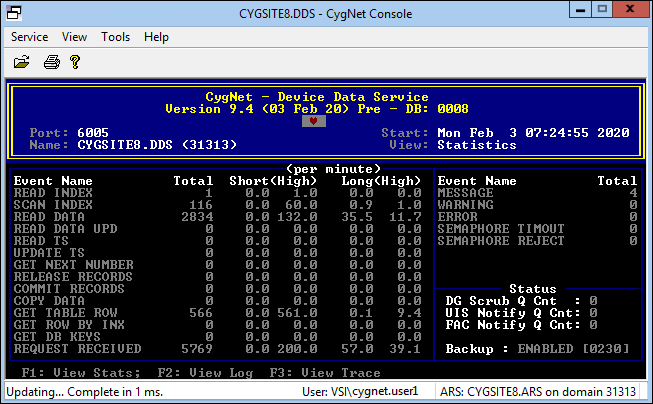 CYGSITE8.DDS - CygNet Console
Service View Tools Help
CygNet - Device Data Service
Version 9.4 (03 Feb 20) Pre - DB: 0008
Port: 6005 Start: Mon Feb 3 07:24:55 2020
Name: CYGSITE8.DDS (31313) View: Statistics
(per minute)
Event Name Total Short(High) Long(High) Event Name Total
READ INDEX 1 0.0 1.0 0.0 0.0 MESSAGE 4
SCAN INDEX 116 0.0 60.0 0.9 1.0 WARNING 0
READ DATA 2834 0.0 132.0 35.5 11.7 ERROR 0
READ DATA UPD 0 0.0 0.0 0.0 0.0 SEMAPHORE TIMOUT 0
READ TS 0 0.0 0.0 0.0 0.0 SEMAPHORE REJECT 0
UPDATE TS 0 0.0 0.0 0.0 0.0
GET NEXT NUMBER 0 0.0 0.0 0.0 0.0
RELEASE RECORDS 0 0.0 0.0 0.0 0.0
COMMIT RECORDS 0 0.0 0.0 0.0 0.0 Status
COPY DATA 0 0.0 0.0 0.0 0.0 DG Scrub Q Cnt : 0
GET TABLE ROW 566 0.0 561.0 0.1 9.4 UIS Notify Q Cnt: 0
GET ROW BY INX 0 0.0 0.0 0.0 0.0 FAC Notify Q Cnt: 0
GET DB KEYS 0 0.0 0.0 0.0 0.0
REQUEST RECEIVED 5769 0.0 200.0 57.0 39.1 Backup : ENABLED [0230]
F1: View Stats; F2: View Log F3: View Trace
Updating... Complete in 1 ms. User: VSI\cygnet.user1 ARS: CYGSITE8.ARS on domain 31313